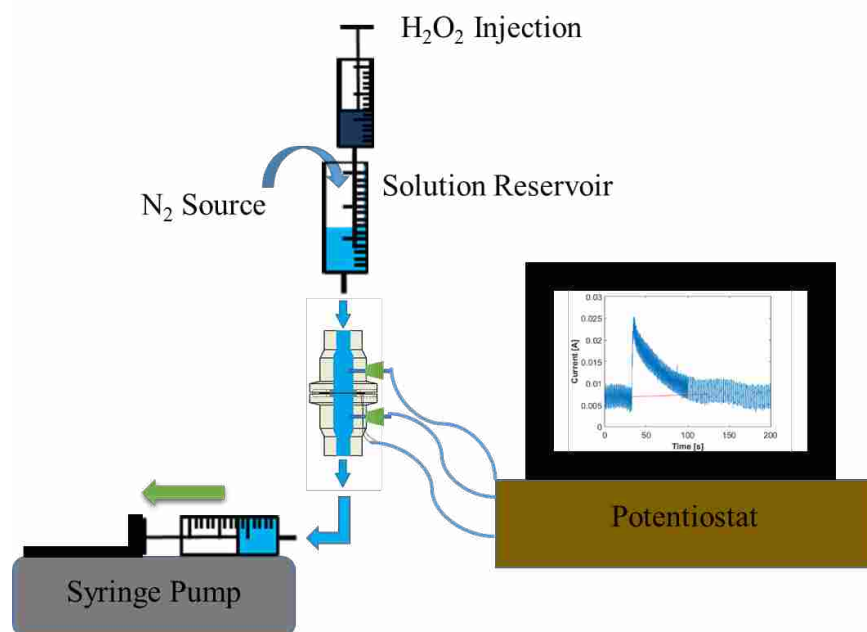 H₂O₂ Injection
Solution Reservoir
N₂ Source
0.03
0.025
0.02
0.015
0.01
0.005
0
0 50 100 150 200
Current [A]
Time [s]
Potentiostat
Syringe Pump